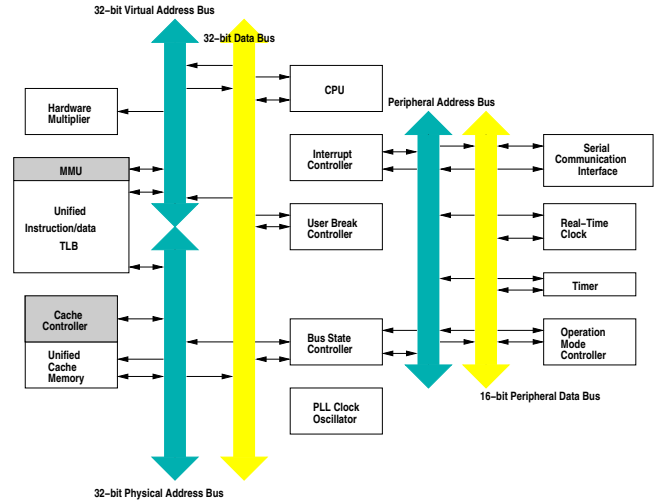 32-bit Virtual Address Bus
32-bit Data Bus
CPU
Peripheral Address Bus
Hardware
Multiplier
Interrupt
Controller
Serial
Communication
Interface
MMU
Unified
Instruction/data
TLB
User Break
Controller
Real-Time
Clock
Timer
Cache
Controller
Unified
Cache
Memory
Bus State
Controller
Operation
Mode
Controller
PLL Clock
Oscillator
16-bit Peripheral Data Bus
32-bit Physical Address Bus